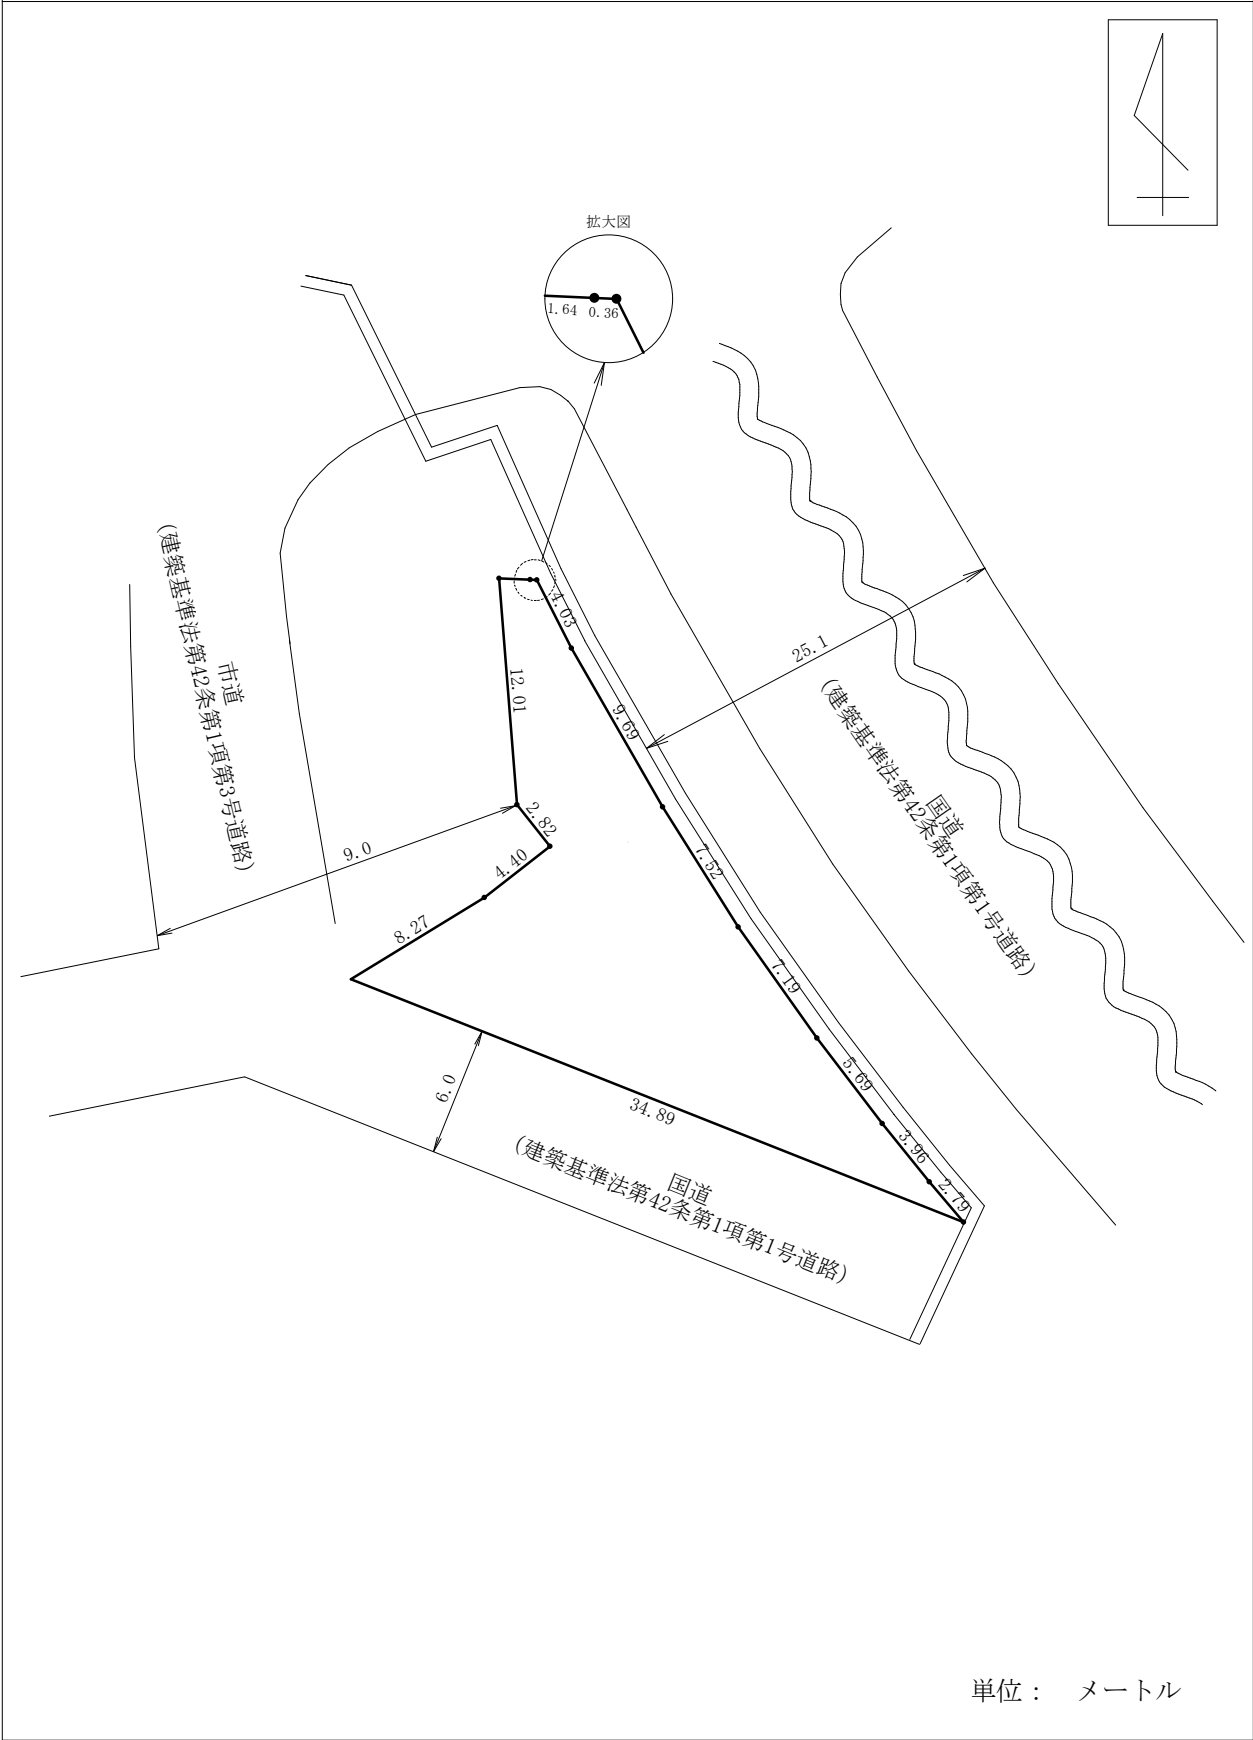 拡大図
1.64
0.36
4.03
12.01
9.69
25.1
市道
(建築基準法第42条第1項第3号道路)
国道
(建築基準法第42条第1項第1号道路)
2.82
9.0
4.40
7.52
8.27
7.19
5.69
6.0
34.89
3.96
2.79
国道
(建築基準法第42条第1項第1号道路)
単位： メートル